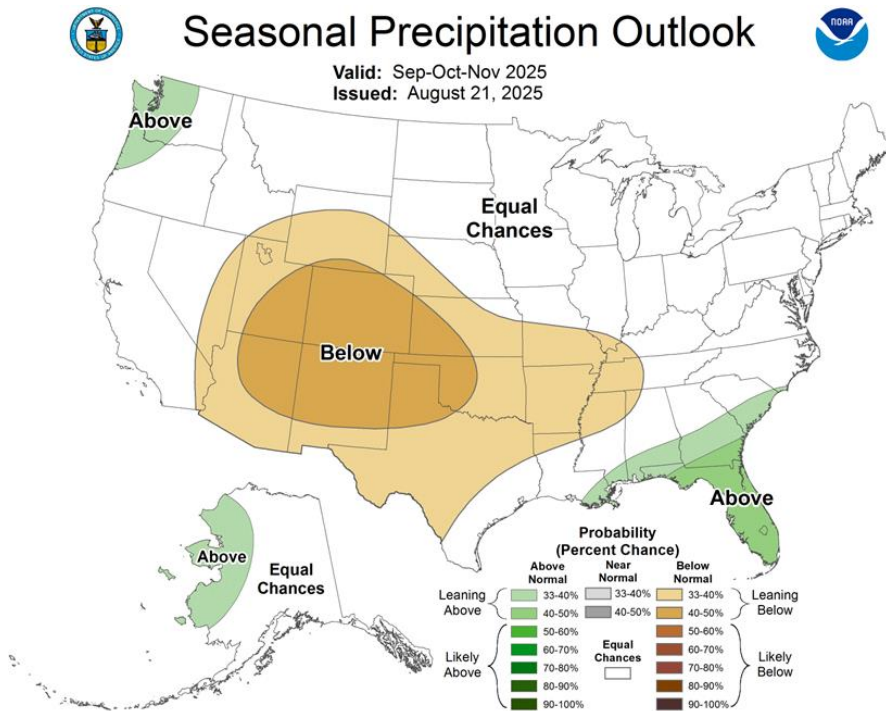 Seasonal Precipitation Outlook
NOAA
Valid: Sep-Oct-Nov 2025
Issued: August 21, 2025
Above
Equal
Chances
Below
Above
Above
Equal
Chances
Probability
(Percent Chance)
Above
Normal
Near
Normal
Below
Normal
Leaning
Above
33-40%
33-40%
33-40%
Leaning
Below
40-50%
40-50%
40-50%
Likely
Above
50-60%
Equal
Chances
50-60%
Likely
Below
60-70%
60-70%
70-80%
70-80%
80-90%
80-90%
90-100%
90-100%